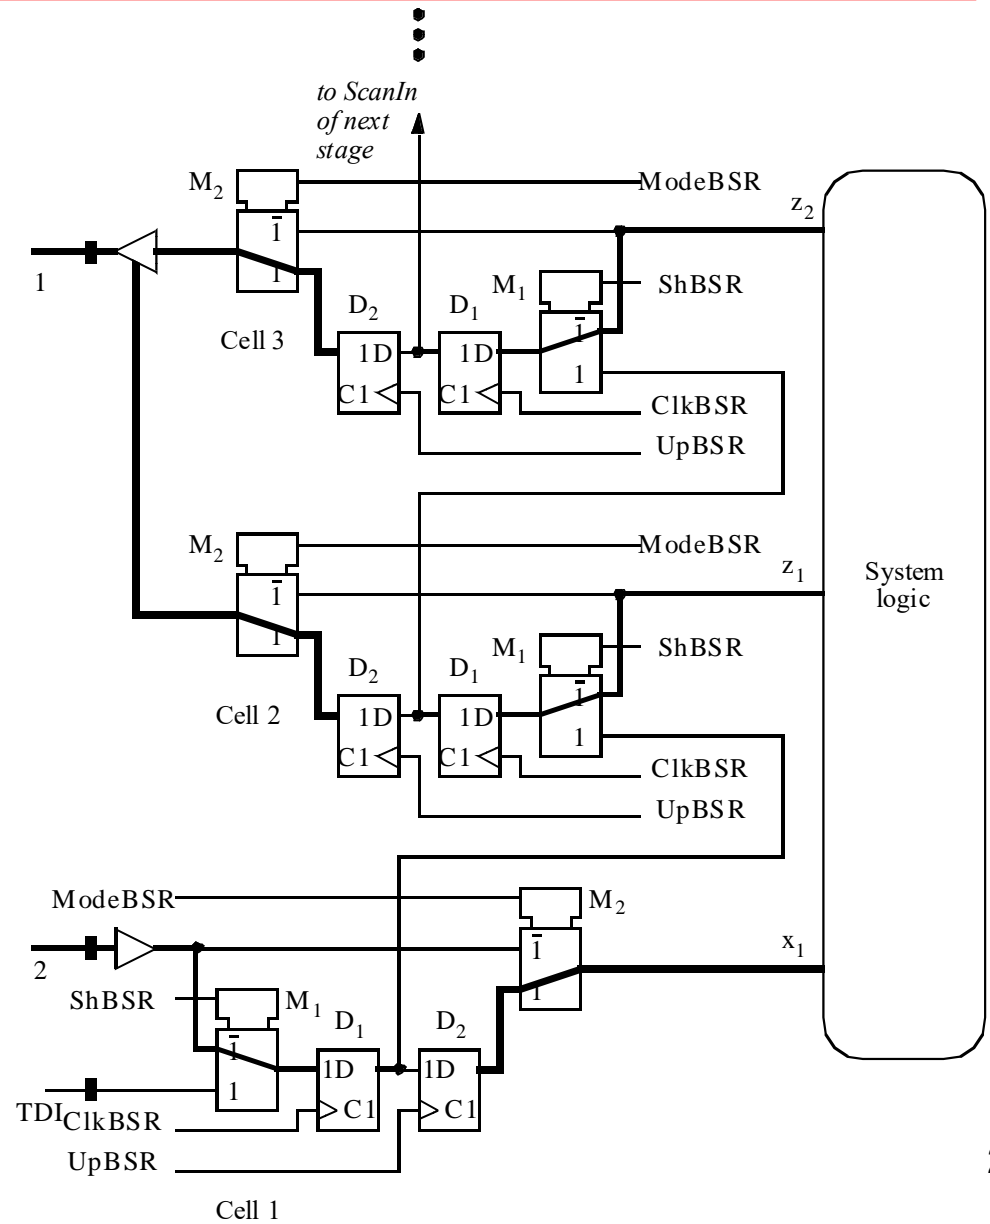 to ScanIn
of next
stage
M2
ModeBSR
z2
1̅
1
1
M1
ShBSR
D2
D1
1̅
Cell 3
1D
1D
1
C1
C1
ClkBSR
UpBSR
M2
ModeBSR
z1
System
logic
1̅
1
M1
ShBSR
D2
D1
1̅
Cell 2
1D
1D
1
C1
C1
ClkBSR
UpBSR
ModeBSR
M2
1̅
x1
2
1
ShBSR
M1
D1
D2
1̅
1D
1D
1
TDI
C1
C1
ClkBSR
UpBSR
Cell 1